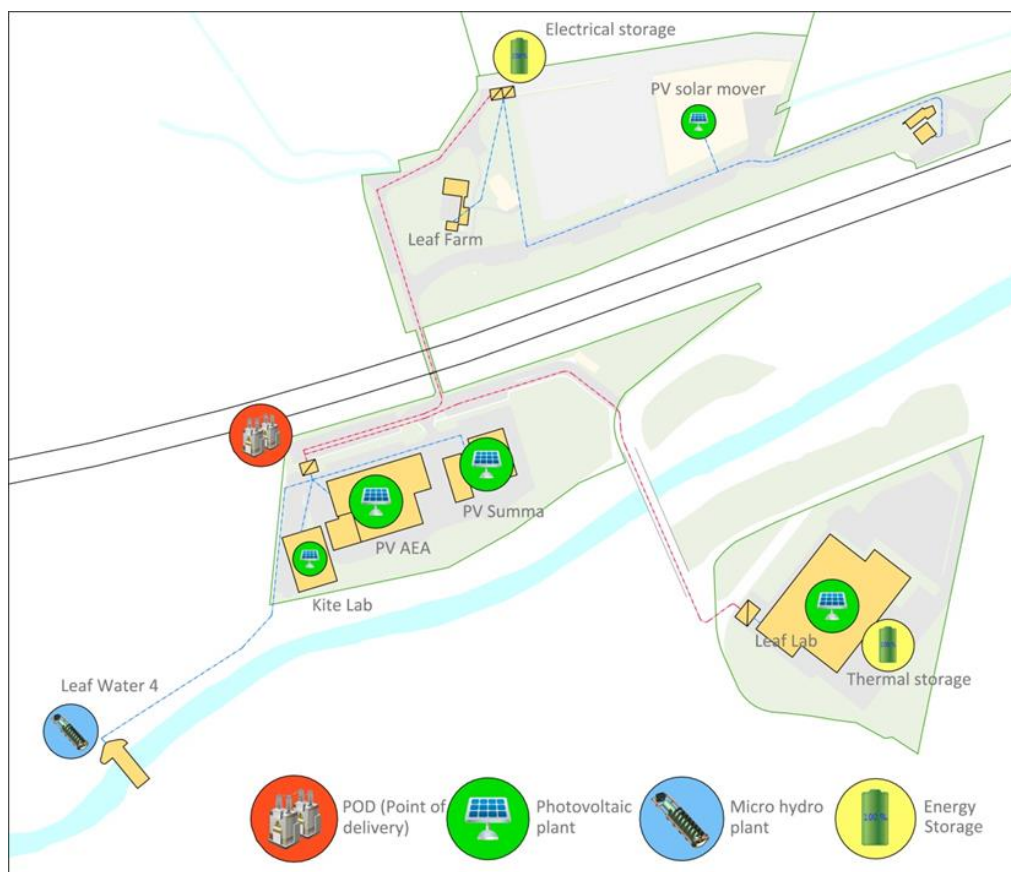 Electrical storage
PV solar mover
Leaf Farm
PV Summa
PV AEA
Kite Lab
Leaf Lab
Thermal storage
Leaf Water 4
POD (Point of
delivery)
Photovoltaic
plant
Micro hydro
plant
100 %
Energy
Storage